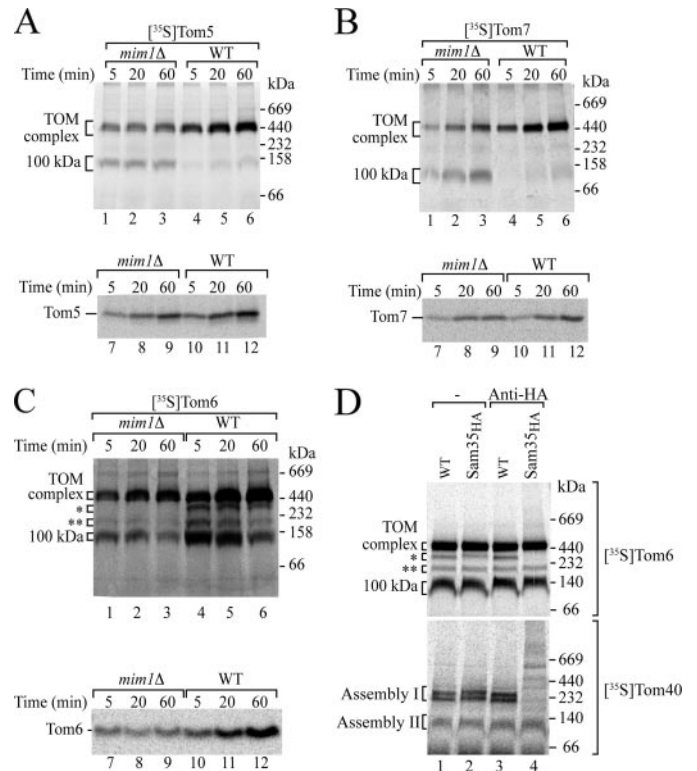 A
[³⁵S]Tom5
mim1Δ WT
Time (min) 5 20 60 5 20 60
kDa
TOM complex
100 kDa
669
440
232
158
66
1 2 3 4 5 6
mim1Δ WT
Time (min) 5 20 60 5 20 60
Tom5
7 8 9 10 11 12
B
[³⁵S]Tom7
mim1Δ WT
Time (min) 5 20 60 5 20 60
kDa
TOM complex
100 kDa
669
440
232
158
66
1 2 3 4 5 6
mim1Δ WT
Time (min) 5 20 60 5 20 60
Tom7
7 8 9 10 11 12
C
[³⁵S]Tom6
mim1Δ WT
Time (min) 5 20 60 5 20 60
kDa
TOM complex
*
**
100 kDa
669
440
232
158
66
1 2 3 4 5 6
mim1Δ WT
Time (min) 5 20 60 5 20 60
Tom6
7 8 9 10 11 12
D
- Anti-HA
WT Sam35HA WT Sam35HA
kDa
TOM complex
*
**
100 kDa
669
440
232
140
66
[³⁵S]Tom6
Assembly I
Assembly II
669
440
232
140
66
[³⁵S]Tom40
1 2 3 4